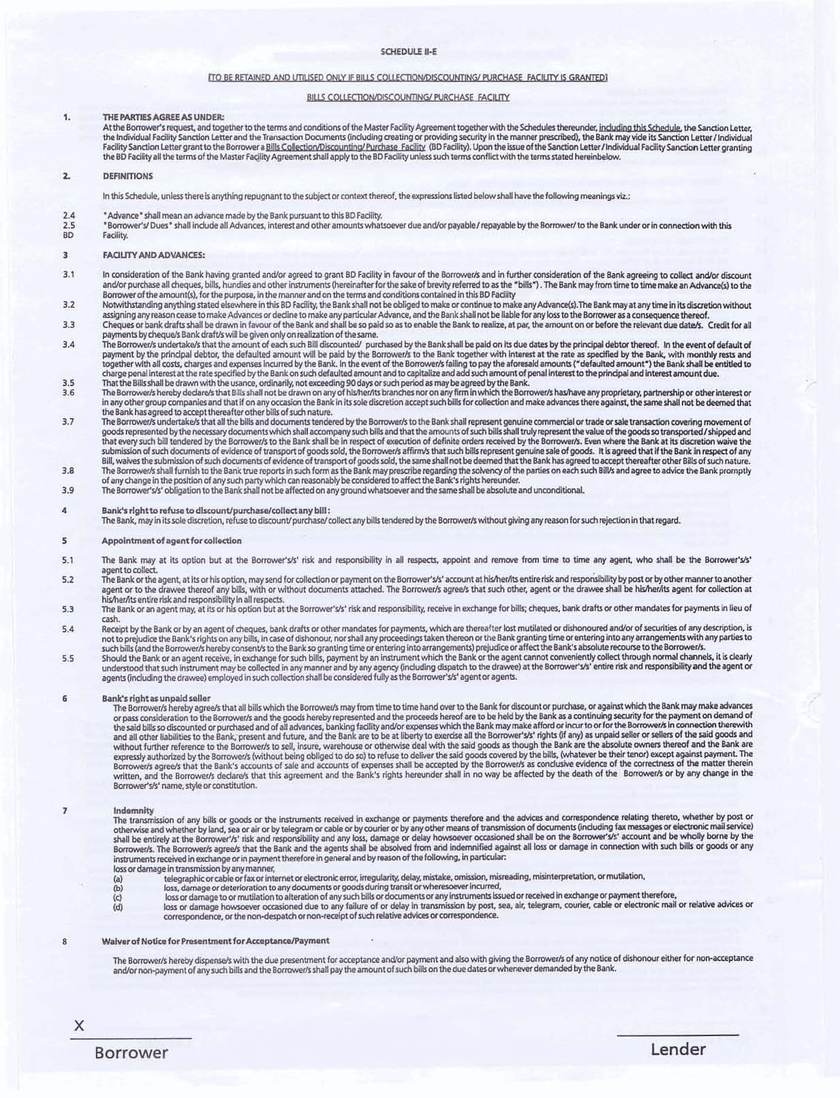 SCHEDULE II-E
[TO BE RETAINED AND UTILISED ONLY IF BILLS COLLECTION/DISCOUNTING/ PURCHASE FACILITY IS GRANTED]
BILLS COLLECTION/DISCOUNTING/ PURCHASE FACILITY
1. THE PARTIES AGREE AS UNDER:
At the Borrower's request, and together to the terms and conditions of the Master Facility Agreement together with the Schedules thereunder, including this Schedule, the Sanction Letter,
the Individual Facility Sanction Letter and the Transaction Documents (including creating or providing security in the manner prescribed), the Bank may vide its Sanction Letter / Individual
Facility Sanction Letter grant to the Borrower a Bills Collection/Discounting/ Purchase Facility (BD Facility). Upon the issue of the Sanction Letter / Individual Facility Sanction Letter granting
the BD Facility all the terms of the Master Facility Agreement shall apply to the BD Facility unless such terms conflict with the terms stated hereinbelow.
2. DEFINITIONS
In this Schedule, unless there is anything repugnant to the subject or context thereof, the expressions listed below shall have the following meanings viz.:
2.4 "Advance" shall mean an advance made by the Bank pursuant to this BD Facility.
2.5 "Borrower's/ Dues" shall include all Advances, interest and other amounts whatsoever due and/or payable/ repayable by the Borrower/ to the Bank under or in connection with this
BD Facility.
3 FACILITY AND ADVANCES:
3.1 In consideration of the Bank having granted and/or agreed to grant BD Facility in favour of the Borrower/s and in further consideration of the Bank agreeing to collect and/or discount
and/or purchase all cheques, bills, hundies and other instruments (hereinafter for the sake of brevity referred to as the "bills") . The Bank may from time to time make an Advance(s) to the
Borrower of the amount(s), for the purpose, in the manner and on the terms and conditions contained in this BD Facility
3.2 Notwithstanding anything stated elsewhere in this BD Facility, the Bank shall not be obliged to make or continue to make any Advance(s). The Bank may at any time in its discretion without
assigning any reason cease to make Advances or decline to make any particular Advance, and the Bank shall not be liable for any loss to the Borrower as a consequence thereof.
3.3 Cheques or bank drafts shall be drawn in favour of the Bank and shall be so paid so as to enable the Bank to realize, at par, the amount on or before the relevant due date/s. Credit for all
payments by cheque/s Bank draft/s will be given only on realization of the same.
3.4 The Borrower/s undertake/s that the amount of each such Bill discounted/ purchased by the Bank shall be paid on its due dates by the principal debtor thereof. In the event of default of
payment by the principal debtor, the defaulted amount will be paid by the Borrower/s to the Bank together with interest at the rate as specified by the Bank, with monthly rests and
together with all costs, charges and expenses incurred by the Bank. In the event of the Borrower/s failing to pay the aforesaid amounts ("defaulted amount") the Bank shall be entitled to
charge penal interest at the rate specified by the Bank on such defaulted amount and to capitalize and add such amount of penal interest to the principal and interest amount due.
3.5 That the Bills shall be drawn with the usance, ordinarily, not exceeding 90 days or such period as may be agreed by the Bank.
3.6 The Borrower/s hereby declare/s that Bills shall not be drawn on any of his/her/its branches nor on any firm in which the Borrower/s has/have any proprietary, partnership or other interest or
in any other group companies and that if on any occasion the Bank in its sole discretion accept such bills for collection and make advances there against, the same shall not be deemed that
the Bank has agreed to accept thereafter other bills of such nature.
3.7 The Borrower/s undertake/s that all the bills and documents tendered by the Borrower/s to the Bank shall represent genuine commercial or trade or sale transaction covering movement of
goods represented by the necessary documents which shall accompany such bills and that the amounts of such bills shall truly represent the value of the goods so transported / shipped and
that every such bill tendered by the Borrower/s to the Bank shall be in respect of execution of definite orders received by the Borrower/s. Even where the Bank at its discretion waive the
submission of such documents of evidence of transport of goods sold, the Borrower/s affirm/s that such bills represent genuine sale of goods. It is agreed that if the Bank in respect of any
Bill, waives the submission of such documents of evidence of transport of goods sold, the same shall not be deemed that the Bank has agreed to accept thereafter other Bills of such nature.
3.8 The Borrower/s shall furnish to the Bank true reports in such form as the Bank may prescribe regarding the solvency of the parties on each such Bill/s and agree to advice the Bank promptly
of any change in the position of any such party which can reasonably be considered to affect the Bank's rights hereunder.
3.9 The Borrower's/s' obligation to the Bank shall not be affected on any ground whatsoever and the same shall be absolute and unconditional.
4 Bank's right to refuse to discount/purchase/collect any bill :
The Bank, may in its sole discretion, refuse to discount/ purchase/ collect any bills tendered by the Borrower/s without giving any reason for such rejection in that regard.
5 Appointment of agent for collection
5.1 The Bank may at its option but at the Borrower's/s' risk and responsibility in all respects, appoint and remove from time to time any agent, who shall be the Borrower's/s'
agent to collect.
5.2 The Bank or the agent, at its or his option, may send for collection or payment on the Borrower's/s' account at his/her/its entire risk and responsibility by post or by other manner to another
agent or to the drawee thereof any bills, with or without documents attached. The Borrower/s agree/s that such other, agent or the drawee shall be his/her/its agent for collection at
his/her/its entire risk and responsibility in all respects.
5.3 The Bank or an agent may, at its or his option but at the Borrower's/s' risk and responsibility, receive in exchange for bills; cheques, bank drafts or other mandates for payments in lieu of
cash.
5.4 Receipt by the Bank or by an agent of cheques, bank drafts or other mandates for payments, which are thereafter lost mutilated or dishonoured and/or of securities of any description, is
not to prejudice the Bank's rights on any bills, in case of dishonour, nor shall any proceedings taken thereon or the Bank granting time or entering into any arrangements with any parties to
such bills (and the Borrower/s hereby consent/s to the Bank so granting time or entering into arrangements) prejudice or affect the Bank's absolute recourse to the Borrower/s.
5.5 Should the Bank or an agent receive, in exchange for such bills, payment by an instrument which the Bank or the agent cannot conveniently collect through normal channels, it is clearly
understood that such instrument may be collected in any manner and by any agency (including dispatch to the drawee) at the Borrower's/s' entire risk and responsibility and the agent or
agents (including the drawee) employed in such collection shall be considered fully as the Borrower's/s' agent or agents.
6 Bank's right as unpaid seller
The Borrower/s hereby agree/s that all bills which the Borrower/s may from time to time hand over to the Bank for discount or purchase, or against which the Bank may make advances
or pass consideration to the Borrower/s and the goods hereby represented and the proceeds hereof are to be held by the Bank as a continuing security for the payment on demand of
the said bills so discounted or purchased and of all advances, banking facility and/or expenses which the Bank may make afford or incur to or for the Borrower/s in connection therewith
and all other liabilities to the Bank, present and future, and the Bank are to be at liberty to exercise all the Borrower's/s' rights (if any) as unpaid seller or sellers of the said goods and
without further reference to the Borrower/s to sell, insure, warehouse or otherwise deal with the said goods as though the Bank are the absolute owners thereof and the Bank are
expressly authorized by the Borrower/s (without being obliged to do so) to refuse to deliver the said goods covered by the bills, (whatever be their tenor) except against payment. The
Borrower/s agree/s that the Bank's accounts of sale and accounts of expenses shall be accepted by the Borrower/s as conclusive evidence of the correctness of the matter therein
written, and the Borrower/s declare/s that this agreement and the Bank's rights hereunder shall in no way be affected by the death of the Borrower/s or by any change in the
Borrower's/s' name, style or constitution.
7 Indemnity
The transmission of any bills or goods or the instruments received in exchange or payments therefore and the advices and correspondence relating thereto, whether by post or
otherwise and whether by land, sea or air or by telegram or cable or by courier or by any other means of transmission of documents (including fax messages or electronic mail service)
shall be entirely at the Borrower's/s' risk and responsibility and any loss, damage or delay howsoever occasioned shall be on the Borrower's/s' account and be wholly borne by the
Borrower/s. The Borrower/s agree/s that the Bank and the agents shall be absolved from and indemnified against all loss or damage in connection with such bills or goods or any
instruments received in exchange or in payment therefore in general and by reason of the following, in particular:
loss or damage in transmission by any manner,
(a) telegraphic or cable or fax or internet or electronic error, irregularity, delay, mistake, omission, misreading, misinterpretation, or mutilation,
(b) loss, damage or deterioration to any documents or goods during transit or wheresoever incurred,
(c) loss or damage to or mutilation to alteration of any such bills or documents or any instruments issued or received in exchange or payment therefore,
(d) loss or damage howsoever occasioned due to any failure of or delay in transmission by post, sea, air, telegram, courier, cable or electronic mail or relative advices or
correspondence, or the non-despatch or non-receipt of such relative advices or correspondence.
8 Waiver of Notice for Presentment for Acceptance/Payment
The Borrower/s hereby dispense/s with the due presentment for acceptance and/or payment and also with giving the Borrower/s of any notice of dishonour either for non-acceptance
and/or non-payment of any such bills and the Borrower/s shall pay the amount of such bills on the due dates or whenever demanded by the Bank.
X
Borrower
Lender